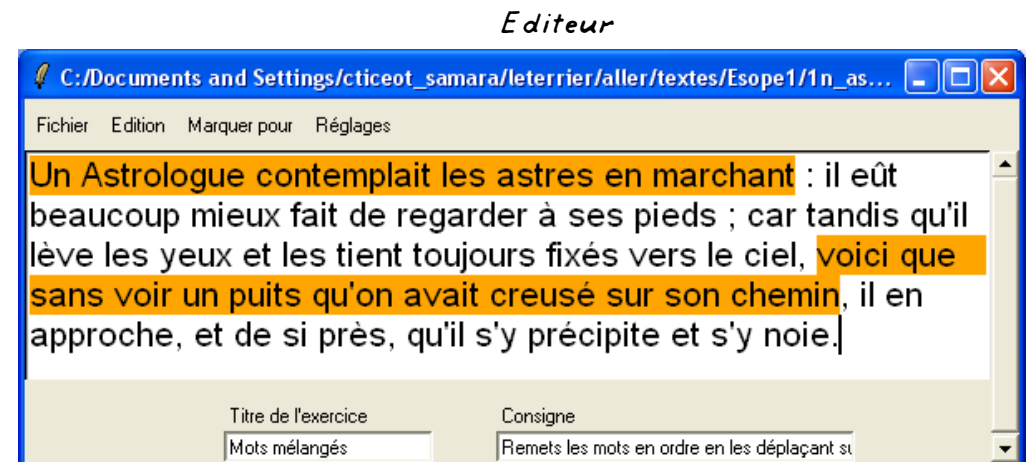 Editeur
C:/Documents and Settings/cticeot_samara/leterrier/aller/textes/Esope1/1n_as...
Fichier Edition Marquer pour Réglages
Un Astrologue contemplait les astres en marchant : il eût
beaucoup mieux fait de regarder à ses pieds ; car tandis qu'il
lève les yeux et les tient toujours fixés vers le ciel, voici que
sans voir un puits qu'on avait creusé sur son chemin, il en
approche, et de si près, qu'il s'y précipite et s'y noie.
Titre de l'exercice Consigne
Mots mélangés Remets les mots en ordre en les déplaçant su